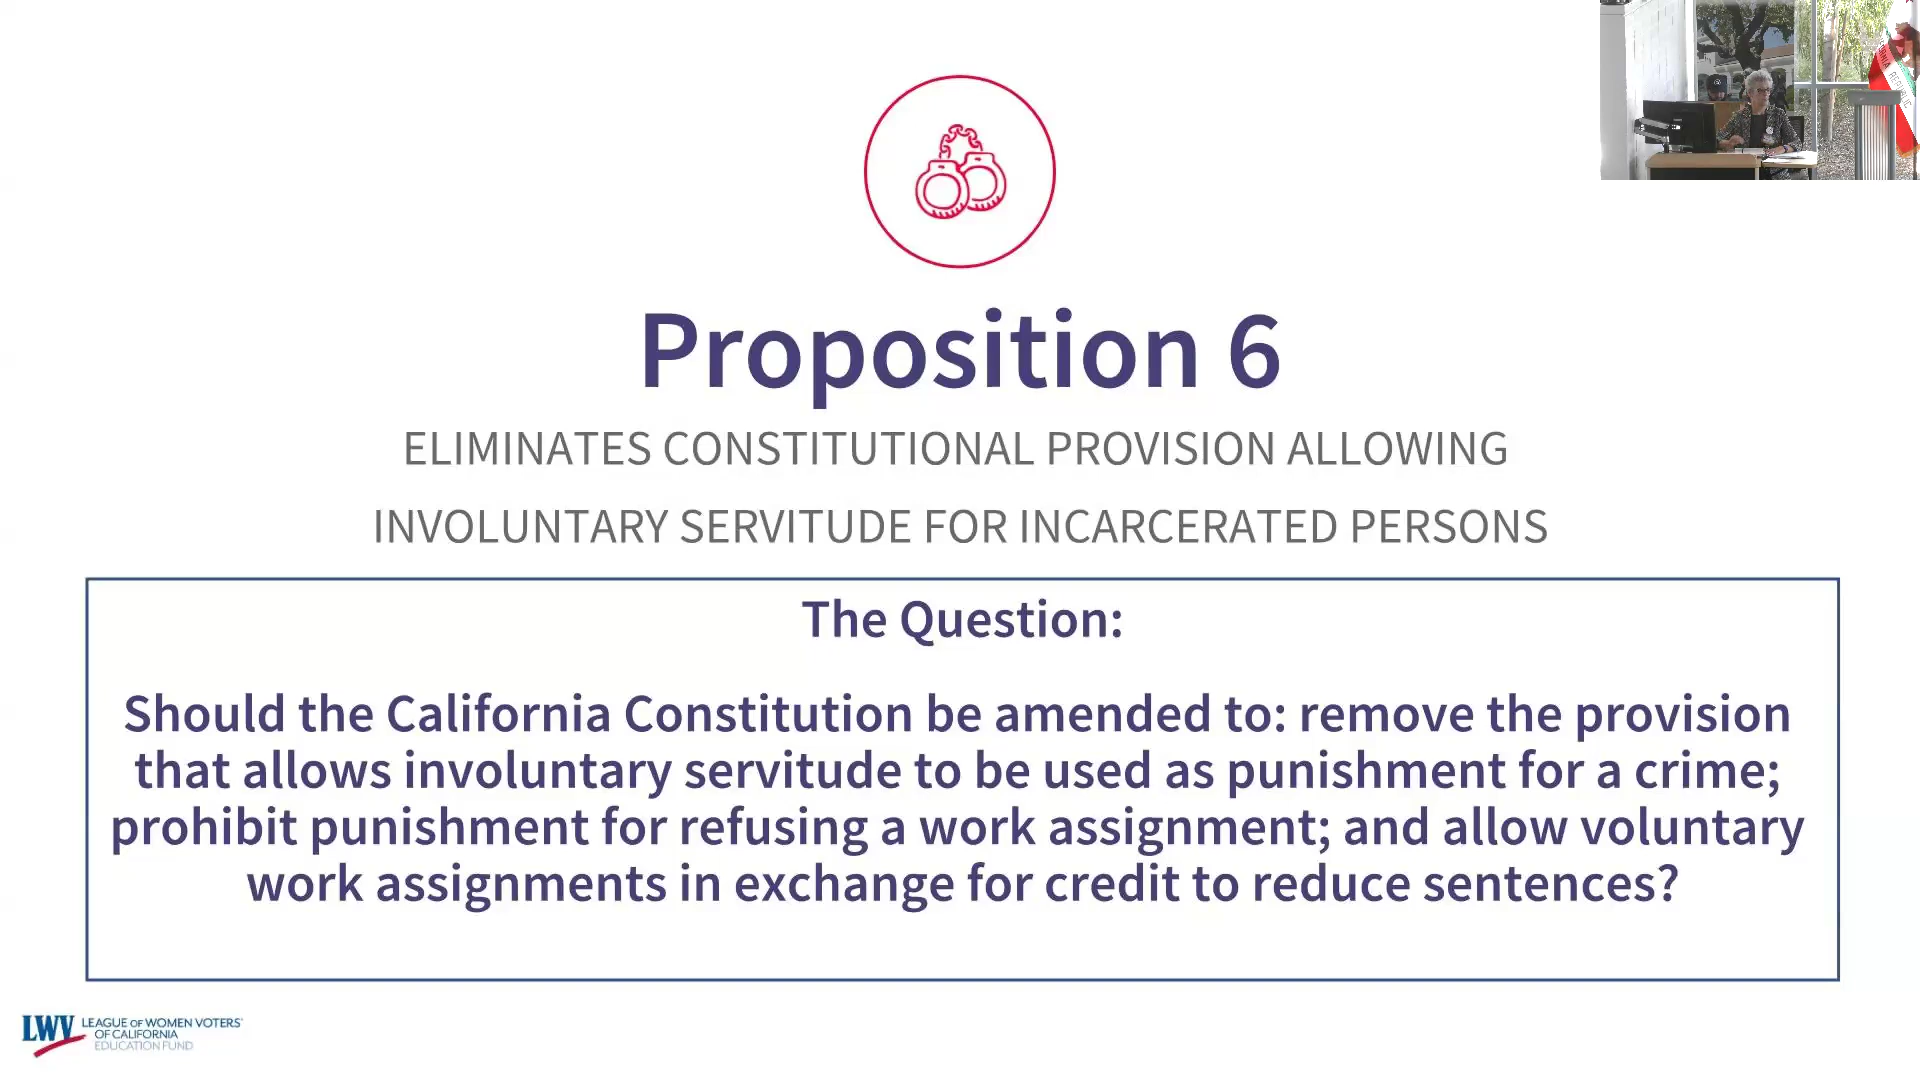 Proposition 6
ELIMINATES CONSTITUTIONAL PROVISION ALLOWING
INVOLUNTARY SERVITUDE FOR INCARCERATED PERSONS
The Question:
Should the California Constitution be amended to: remove the provision
that allows involuntary servitude to be used as punishment for a crime;
prohibit punishment for refusing a work assignment; and allow voluntary
work assignments in exchange for credit to reduce sentences?
LWV LEAGUE OF WOMEN VOTERS®
OF CALIFORNIA
EDUCATION FUND
REPUBLIC